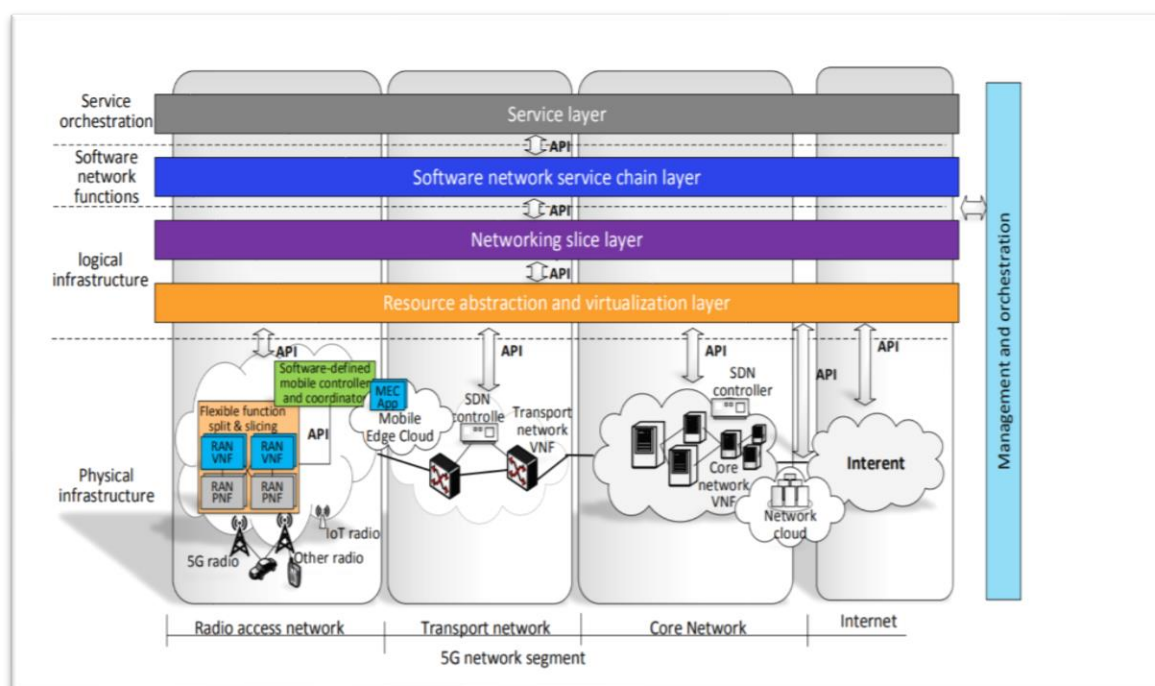 Service
orchestration
Service layer
API
Software
network
functions
Software network service chain layer
API
Networking slice layer
logical
infrastructure
API
Resource abstraction and virtualization layer
API
API
API
API
API
Software-defined
mobile controller
and coordinator
MEC
App
Mobile
Edge Cloud
SDN
controlle
Transport
network
VNF
SDN
controller
Flexible function
split & slicing
API
RAN
VNF
RAN
VNF
RAN
PNF
RAN
PNF
Core
network
VNF
Interent
Network
cloud
Physical
infrastructure
IoT radio
5G radio
Other radio
Management and orchestration
Radio access network
Transport network
Core Network
Internet
5G network segment